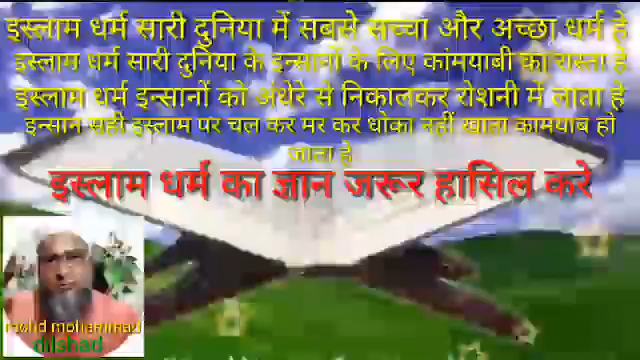 इस्लाम धर्म सारी दुनिया में सबसे सच्चा और अच्छा धर्म है
इस्लाम धर्म सारी दुनिया के इन्सानों के लिए कांमयाबी का रास्ता है
इस्लाम धर्म इन्सानों को अंधेरे से निकालकर रोशनी में लाता है
इन्सान सही इस्लाम पर चल कर मर कर धोका नहीं खाता कामयाब हो
जाता है
इस्लाम धर्म का ज्ञान जरूर हासिल करे
mohd mohammad
dilshad